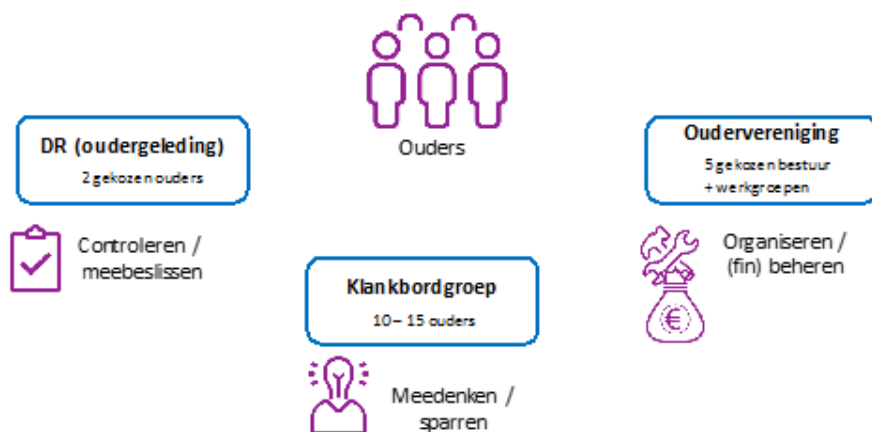 Ouders
DR (oudergeleding)
2 gekozen ouders
Controleren /
meebeslissen
Klankbordgroep
10 – 15 ouders
Meedenken /
sparren
Oudervereniging
5 gekozen bestuur
+ werkgroepen
Organiseren /
(fin) beheren
€